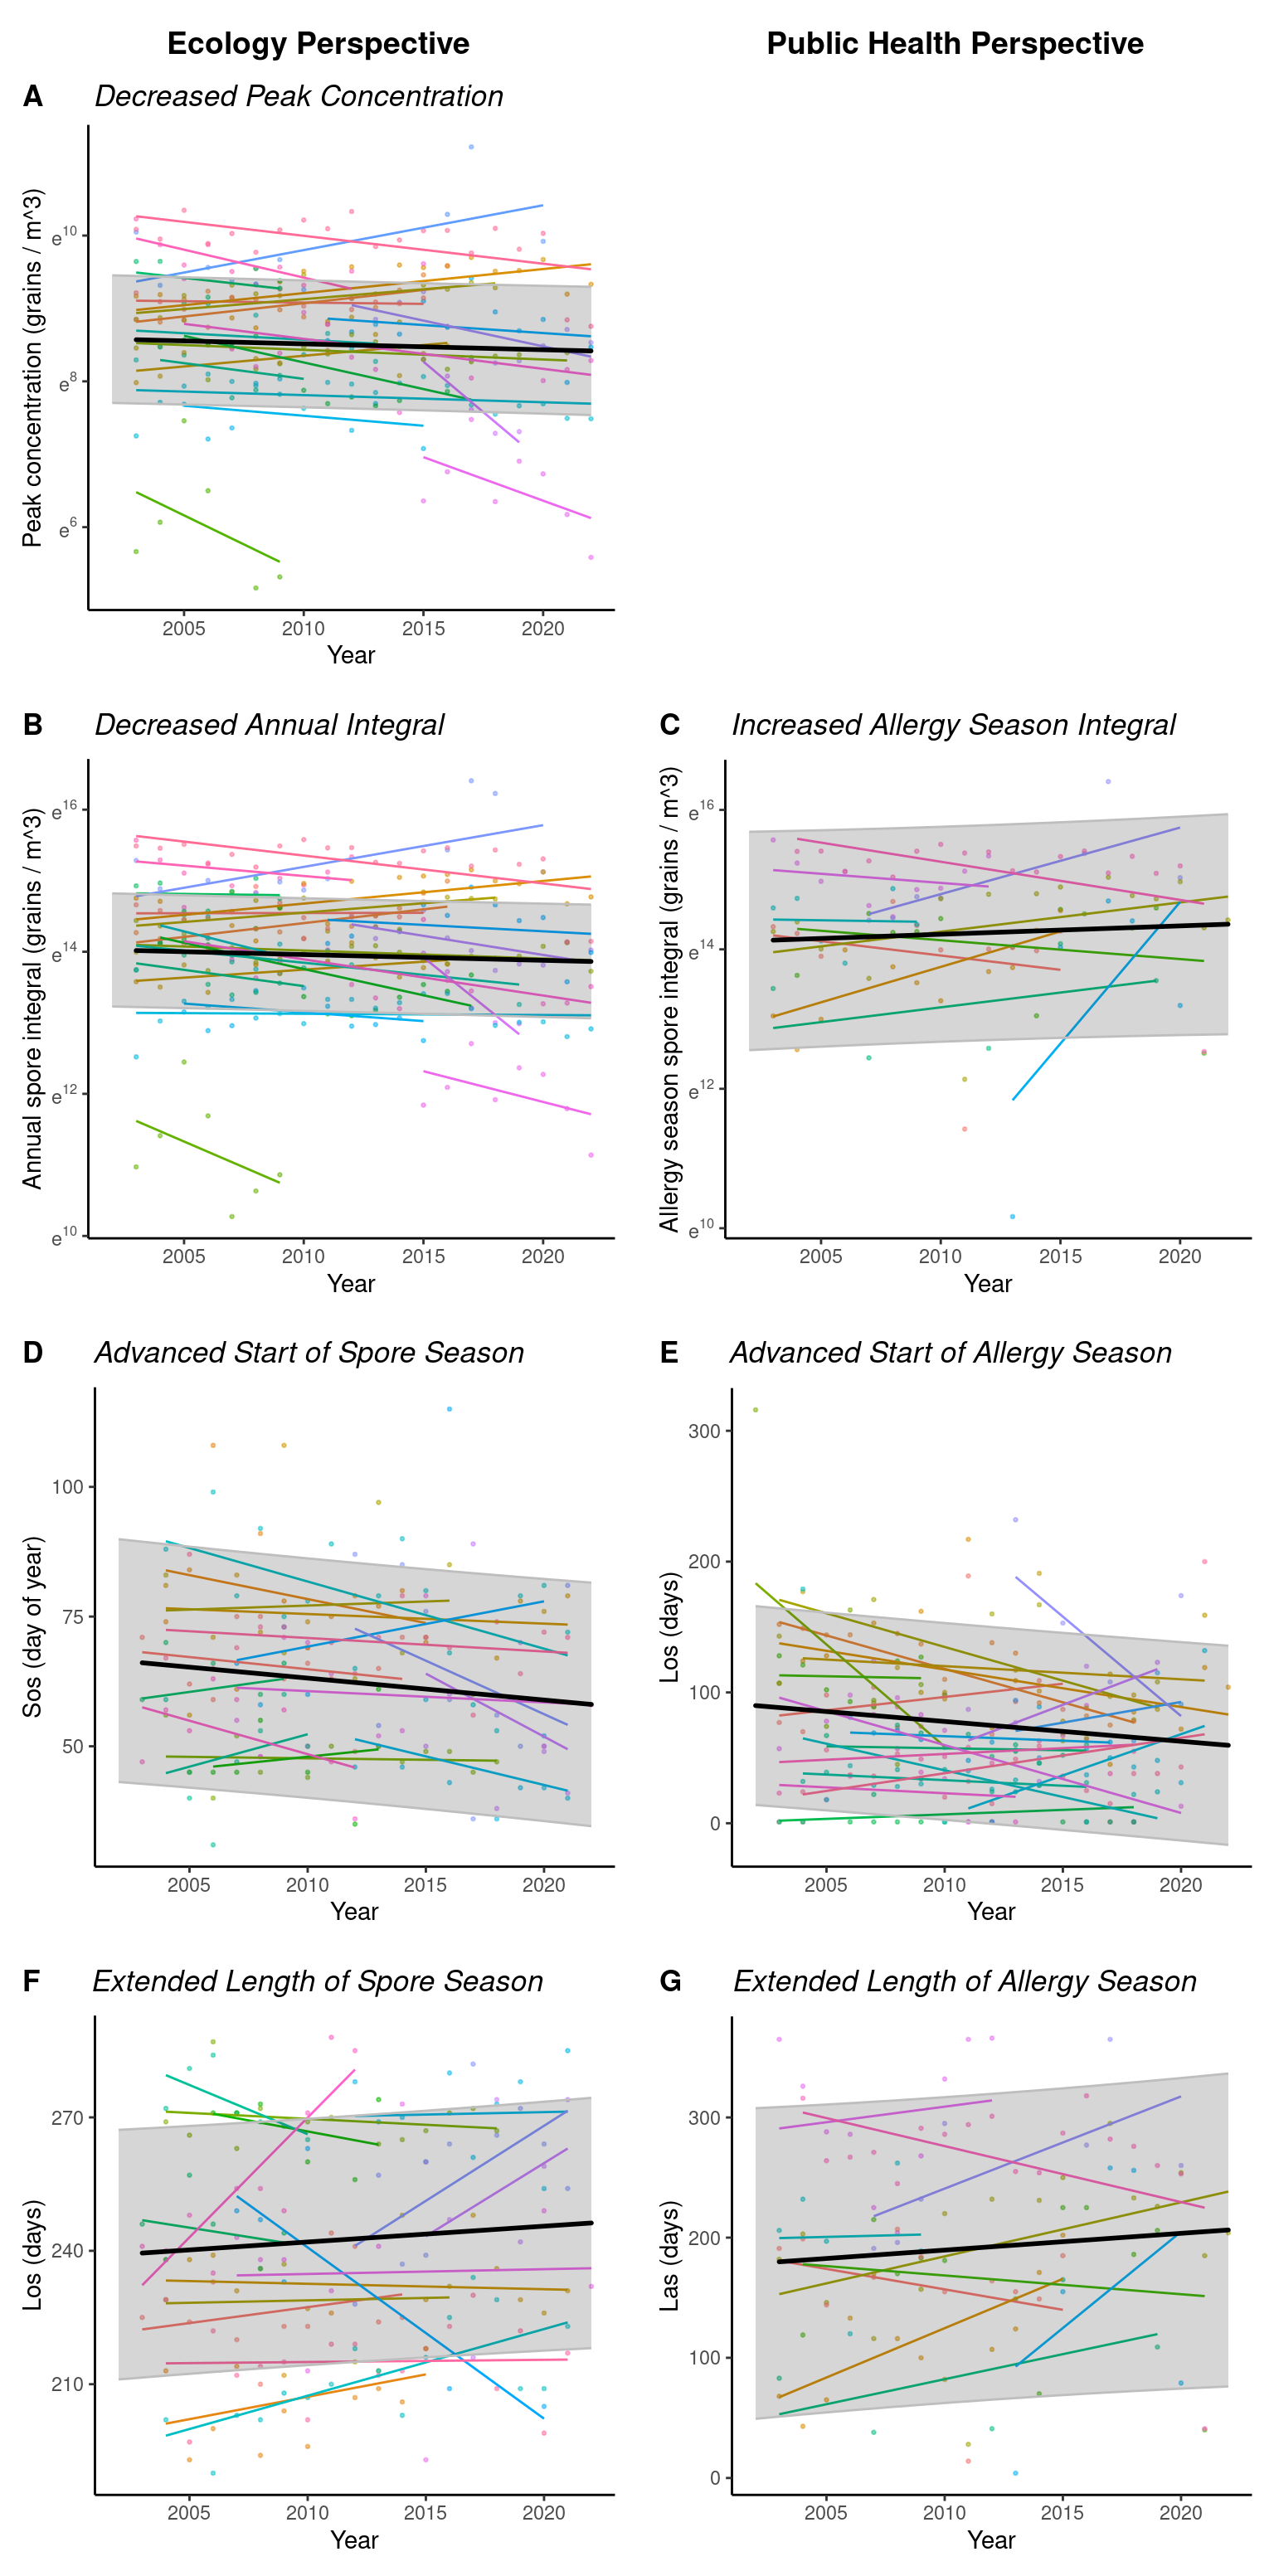 Ecology Perspective
Public Health Perspective
A
Decreased Peak Concentration
Peak concentration (grains / m^3)
e10
e8
e6
2005 2010 2015 2020
Year
B
Decreased Annual Integral
Annual spore integral (grains / m^3)
e16
e14
e12
e10
2005 2010 2015 2020
Year
C
Increased Allergy Season Integral
Allergy season spore integral (grains / m^3)
e16
e14
e12
e10
2005 2010 2015 2020
Year
D
Advanced Start of Spore Season
Sos (day of year)
100
75
50
2005 2010 2015 2020
Year
E
Advanced Start of Allergy Season
Los (days)
300
200
100
0
2005 2010 2015 2020
Year
F
Extended Length of Spore Season
Los (days)
270
240
210
2005 2010 2015 2020
Year
G
Extended Length of Allergy Season
Las (days)
300
200
100
0
2005 2010 2015 2020
Year